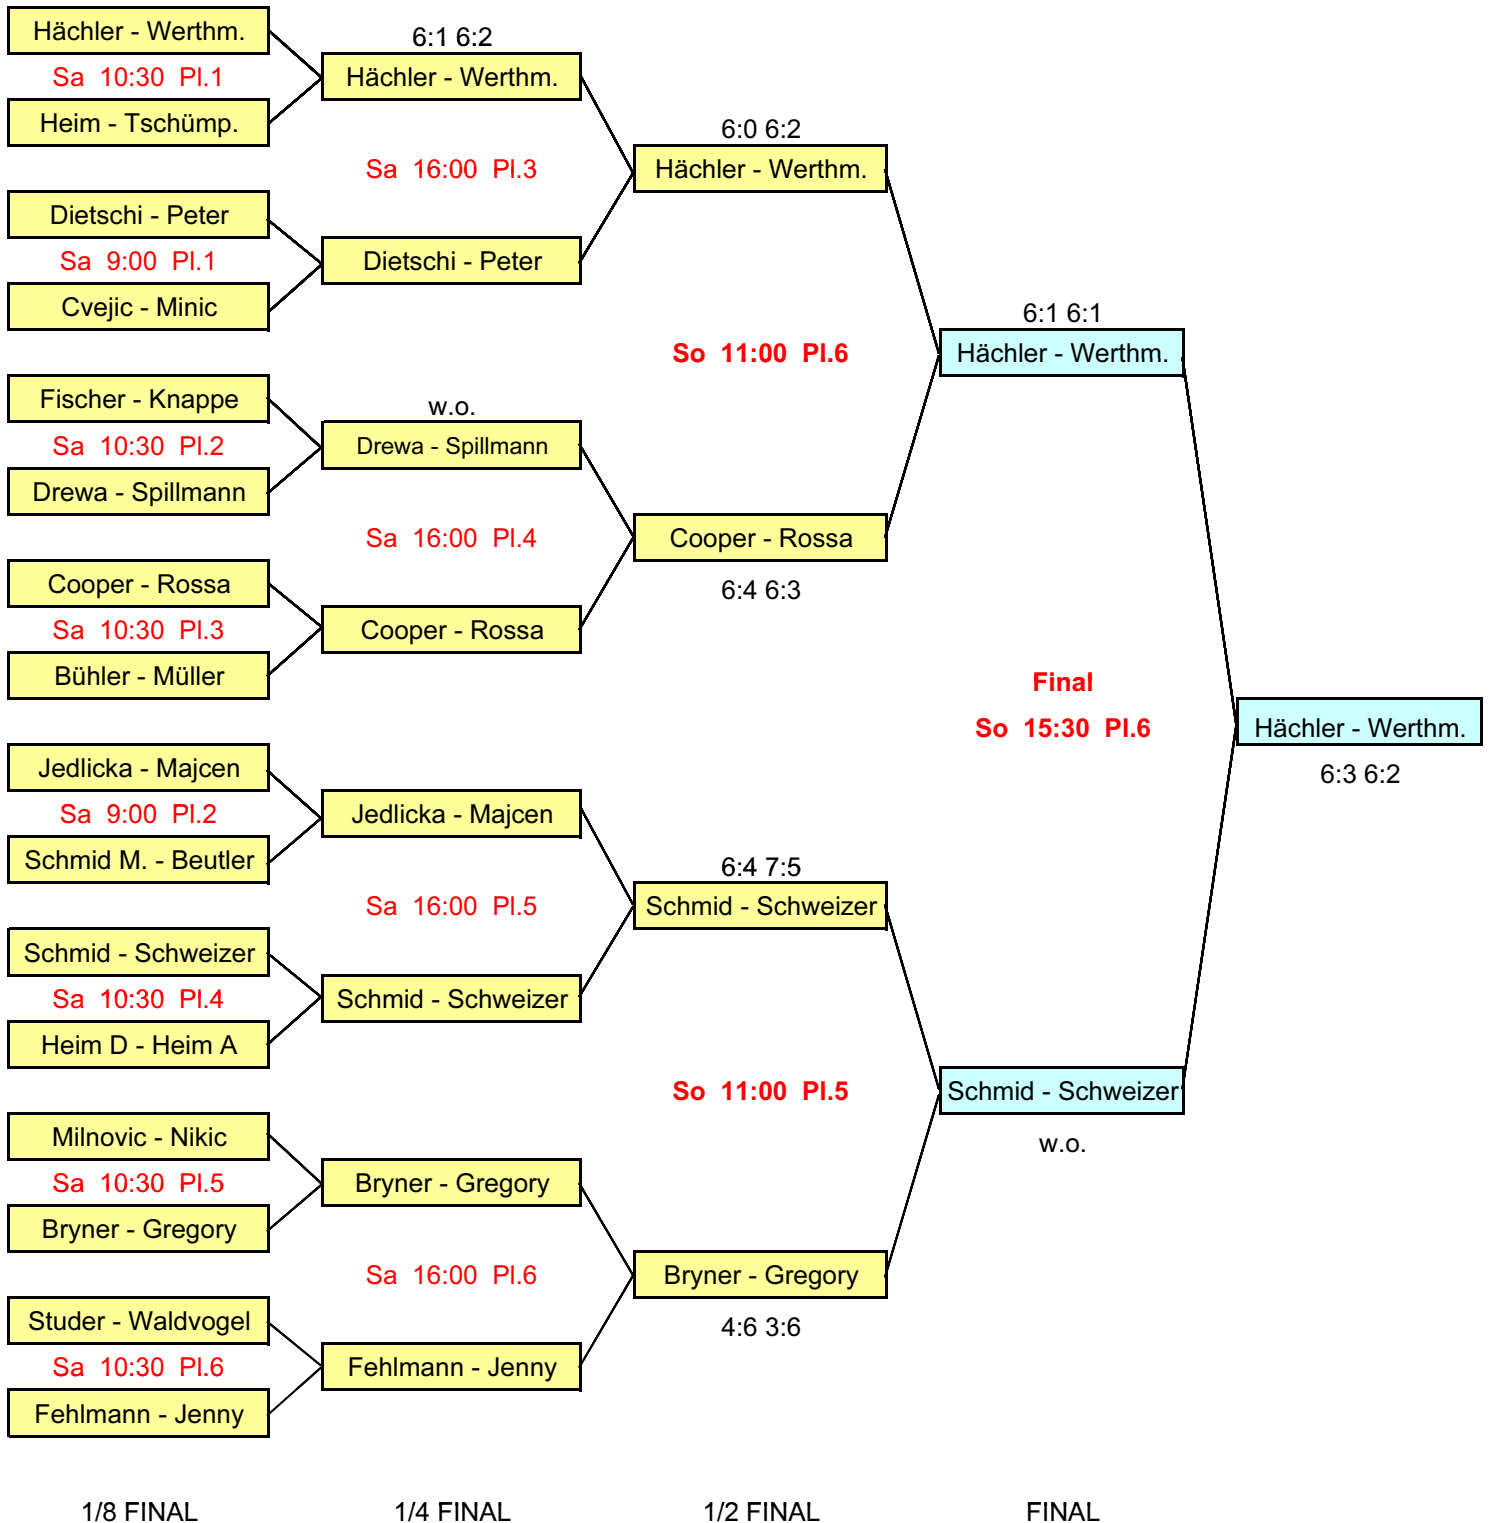 Hächler - Werthm.
Sa 10:30 Pl.1
Heim - Tschümp.
Dietschi - Peter
Sa 9:00 Pl.1
Cvejic - Minic
Fischer - Knappe
Sa 10:30 Pl.2
Drewa - Spillmann
Cooper - Rossa
Sa 10:30 Pl.3
Bühler - Müller
Jedlicka - Majcen
Sa 9:00 Pl.2
Schmid M. - Beutler
Schmid - Schweizer
Sa 10:30 Pl.4
Heim D - Heim A
Milnovic - Nikic
Sa 10:30 Pl.5
Bryner - Gregory
Studer - Waldvogel
Sa 10:30 Pl.6
Fehlmann - Jenny
1/8 FINAL
6:1 6:2
Hächler - Werthm.
Sa 16:00 Pl.3
Dietschi - Peter
w.o.
Drewa - Spillmann
Sa 16:00 Pl.4
Cooper - Rossa
Jedlicka - Majcen
Sa 16:00 Pl.5
Schmid - Schweizer
Bryner - Gregory
Sa 16:00 Pl.6
Fehlmann - Jenny
1/4 FINAL
6:0 6:2
Hächler - Werthm.
So 11:00 Pl.6
Cooper - Rossa
6:4 6:3
6:4 7:5
Schmid - Schweizer
So 11:00 Pl.5
Bryner - Gregory
4:6 3:6
1/2 FINAL
6:1 6:1
Hächler - Werthm.
Final
So 15:30 Pl.6
Schmid - Schweizer
w.o.
FINAL
Hächler - Werthm.
6:3 6:2